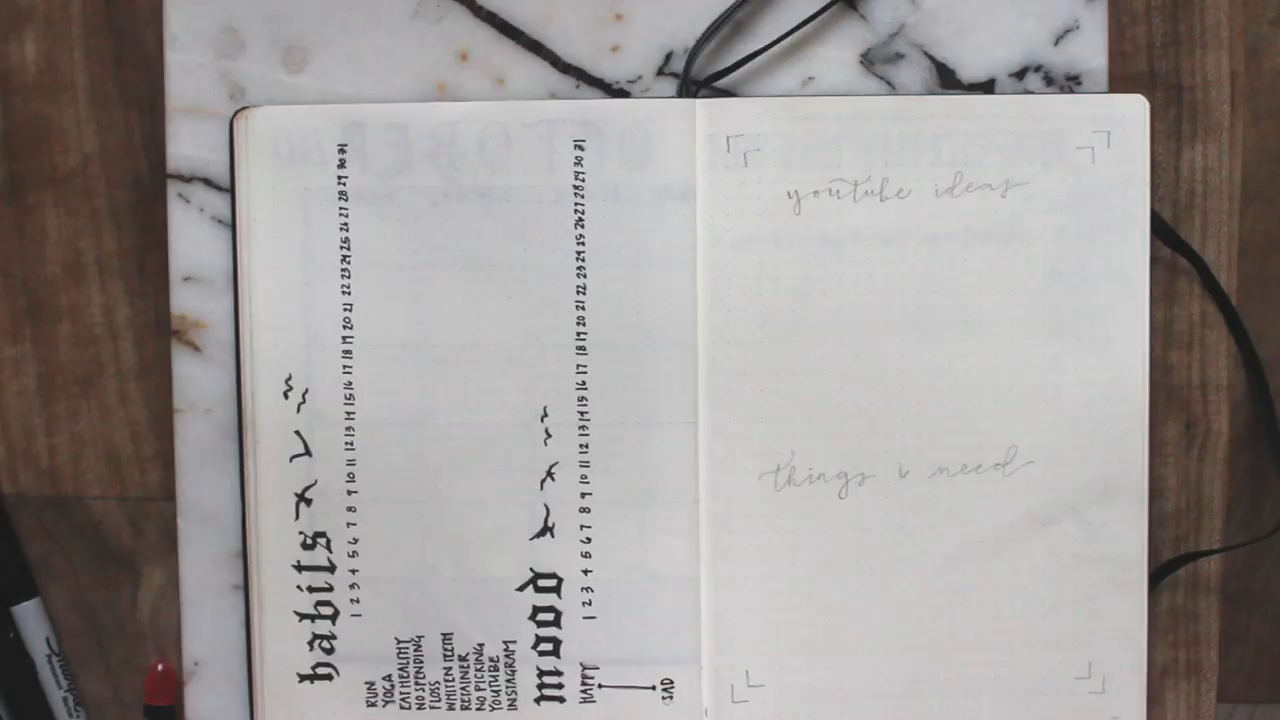 habits
1 2 3 4 5 6 7 8 9 10 11 12 13 14 15 16 17 18 19 20 21 22 23 24 25 26 27 28 29 30 31
RUN
YOGA
EAT HEALTHY
NO SPENDING
FLOSS
WHITEN TEETH
RETAINER
NO PICKING
YOUTUBE
INSTAGRAM
mood
1 2 3 4 5 6 7 8 9 10 11 12 13 14 15 16 17 18 19 20 21 22 23 24 25 26 27 28 29 30 31
HAPPY
SAD
youtube ideas
things i need
Sharpie
OCTOBER